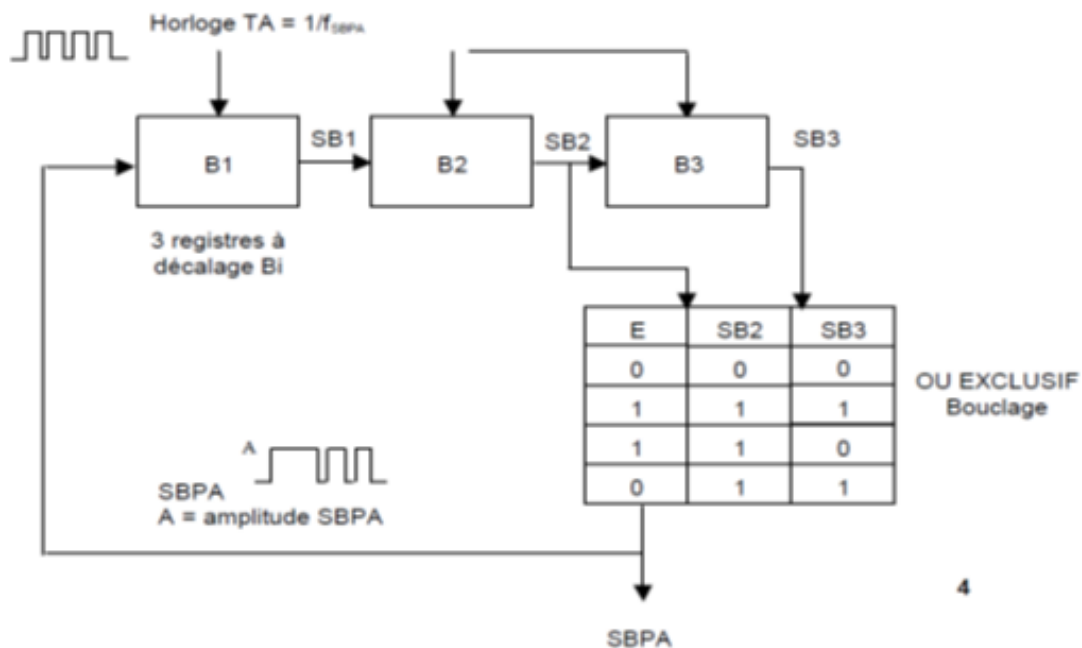 Horloge TA = 1/fSBPA
SB1
SB2
SB3
B1
B2
B3
3 registres à
décalage Bi
E SB2 SB3
0 0 0
1 1 1
1 1 0
0 1 1
OU EXCLUSIF
Bouclage
A
SBPA
A = amplitude SBPA
4
SBPA